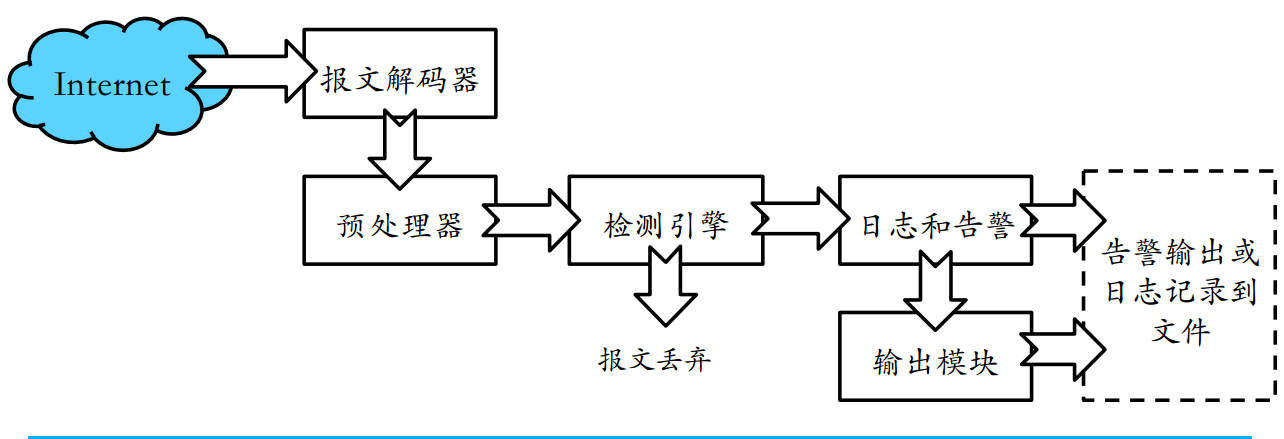 Internet
报文解码器
预处理器
检测引擎
日志和告警
告警输出或
日志记录到
文件
报文丢弃
输出模块